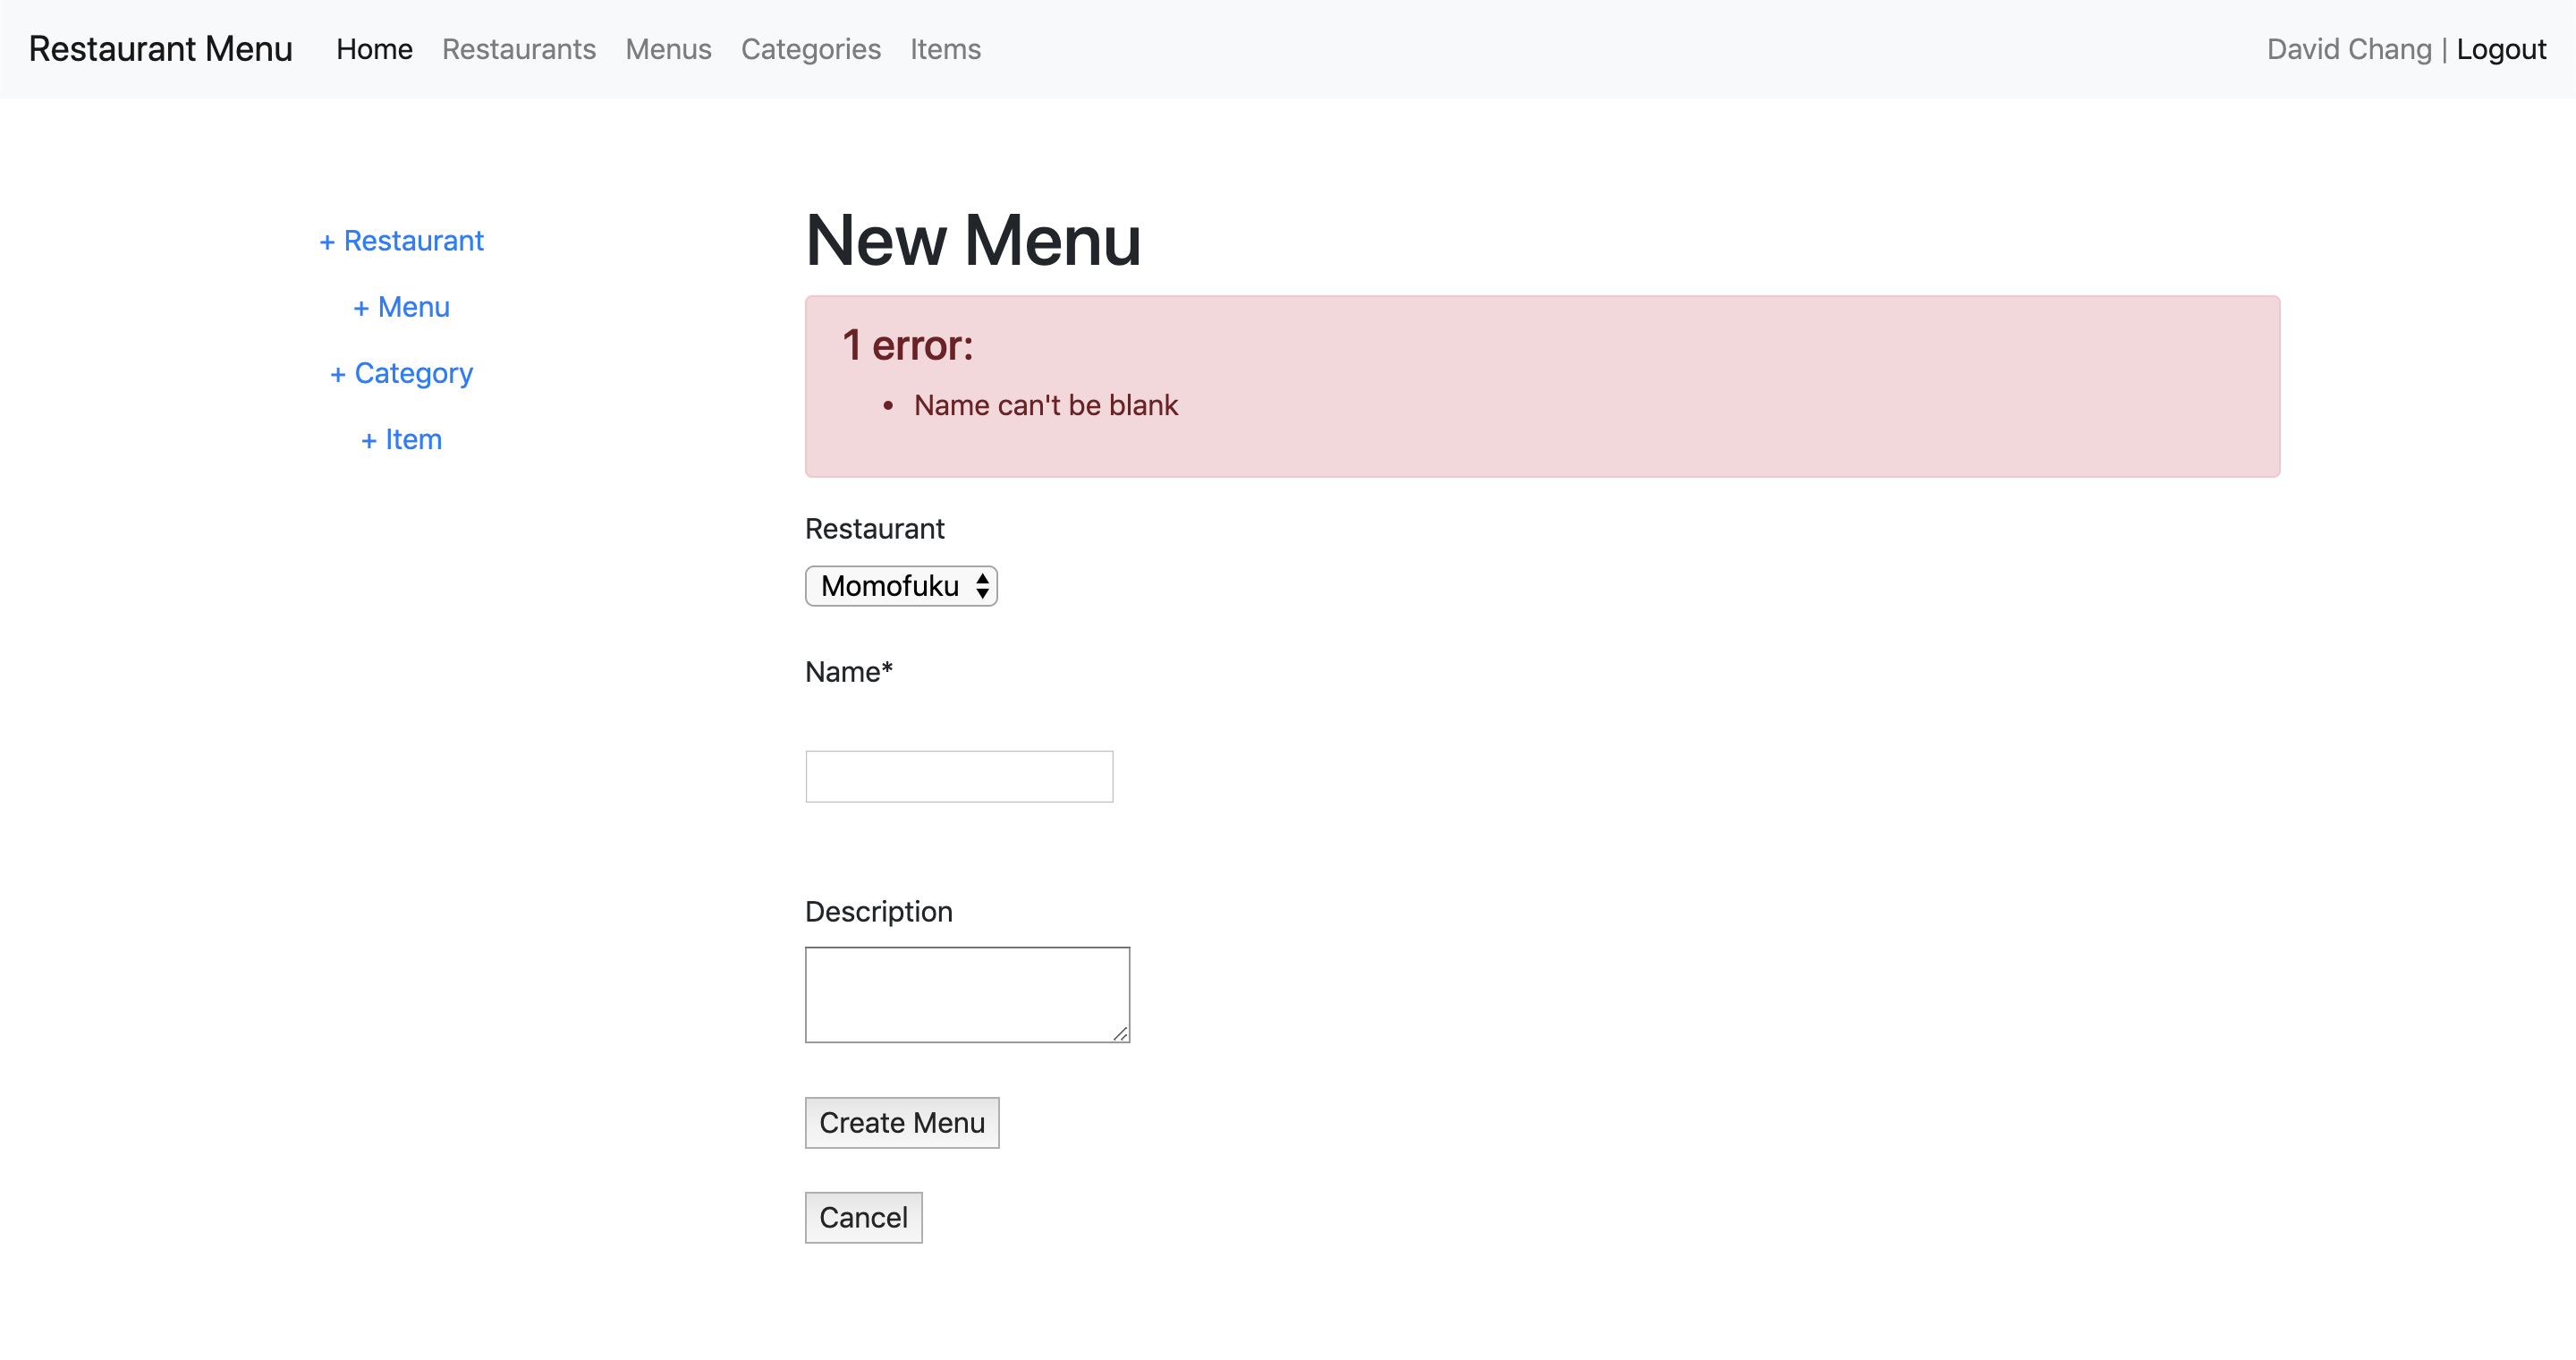 Restaurant Menu Home Restaurants Menus Categories Items David Chang | Logout
+ Restaurant
+ Menu
+ Category
+ Item
New Menu
1 error:
• Name can't be blank
Restaurant
Momofuku
Name*
Description
Create Menu
Cancel